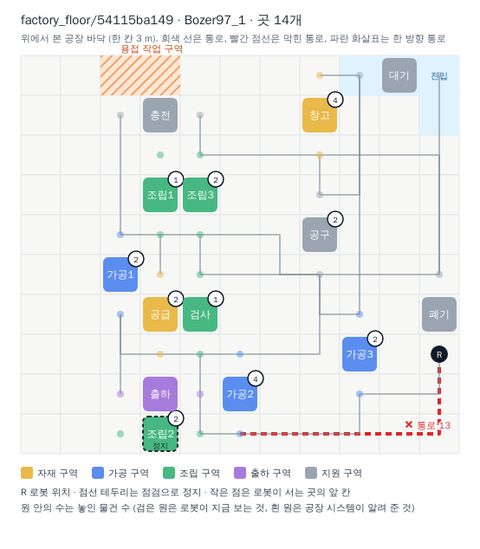 factory_floor/54115ba149 · Bozer97_1 · 곳 14개
위에서 본 공장 바닥 (한 칸 3 m), 회색 선은 통로, 빨간 점선은 막힌 통로, 파란 화살표는 한 방향 통로
용접 작업 구역
대기
진입
충전
창고 4
조립1 1
조립3 2
공구 2
가공1 2
공급 2
검사 1
폐기
가공3 2
R
출하
가공2 4
조립2 2
정지
✕ 통로 13
자재 구역 가공 구역 조립 구역 출하 구역 지원 구역
R 로봇 위치 · 점선 테두리는 점검으로 정지 · 작은 점은 로봇이 서는 곳의 앞 칸
원 안의 수는 놓인 물건 수 (검은 원은 로봇이 지금 보는 것, 흰 원은 공장 시스템이 알려 준 것)